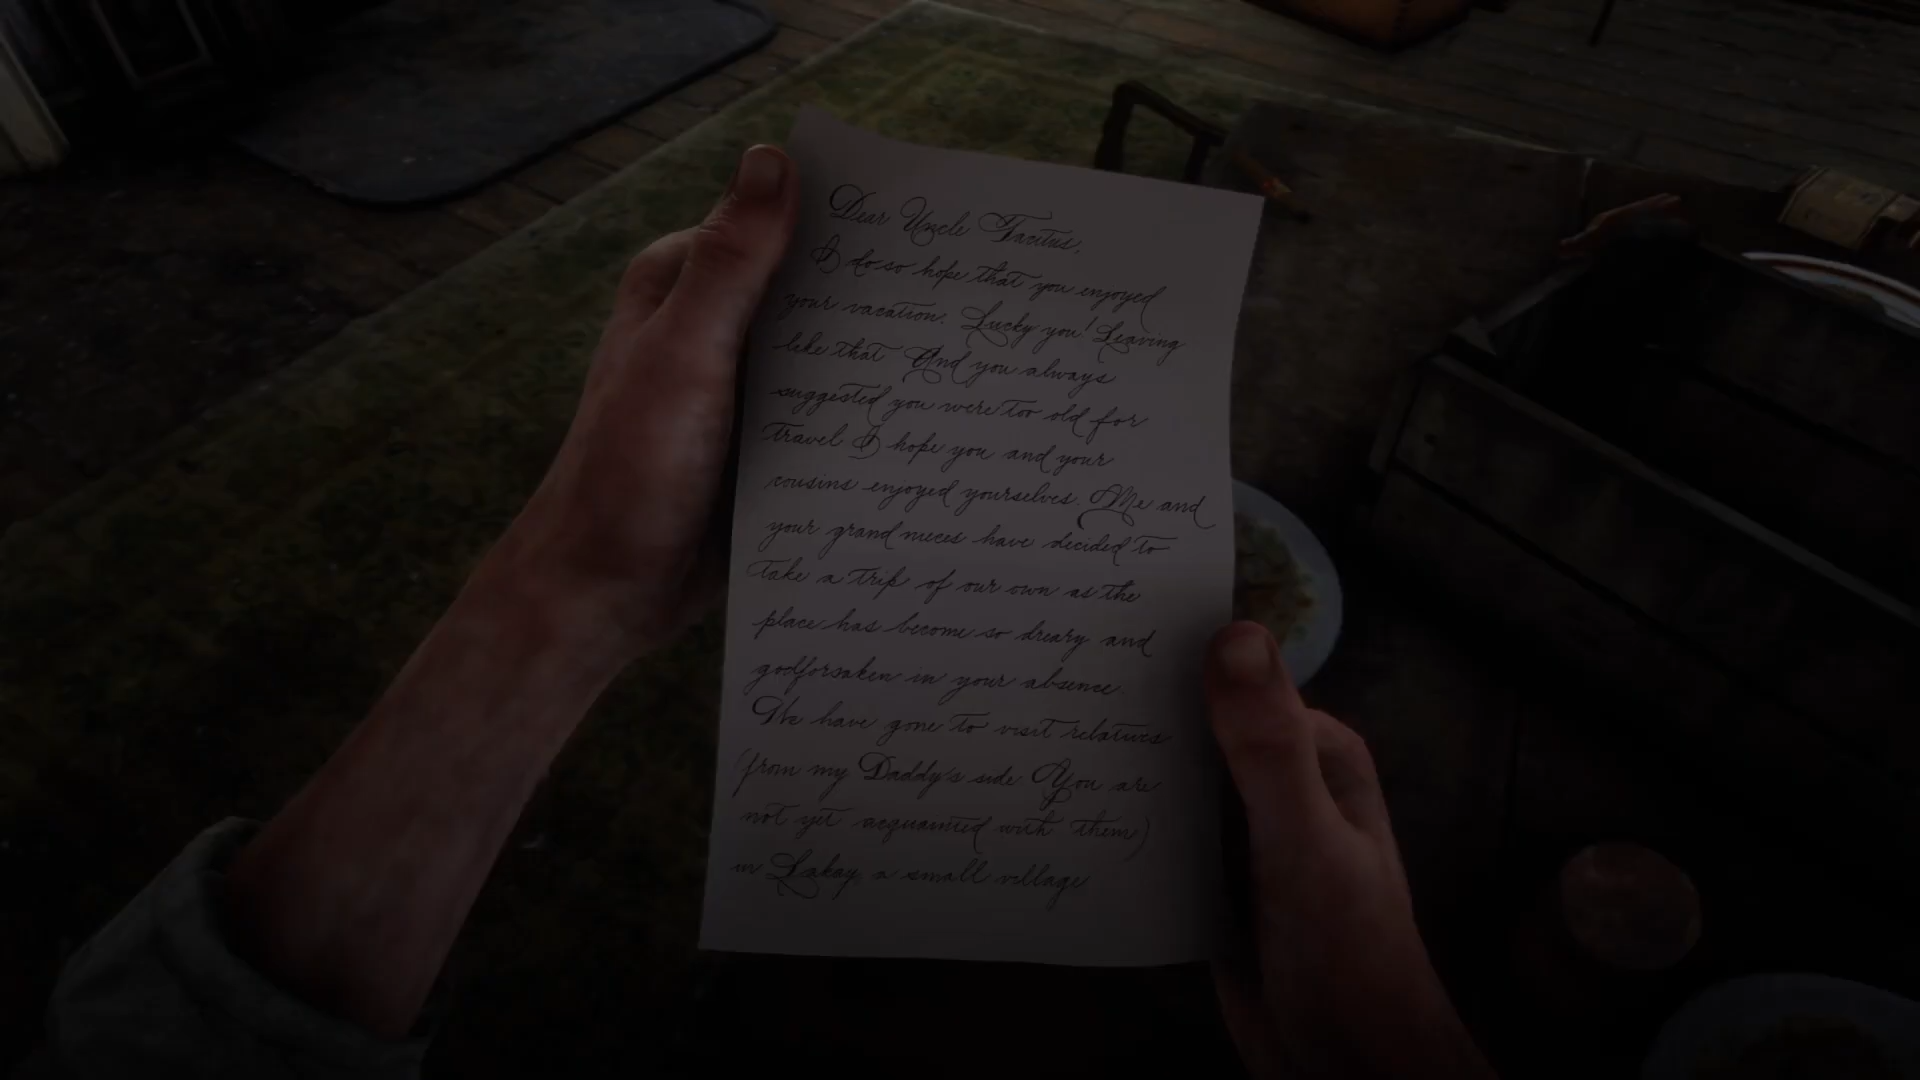 Dear Uncle Tacitus,
I do so hope that you enjoyed
your vacation. Lucky you! Leaving
like that. And you always
suggested you were too old for
travel. I hope you and your
cousins enjoyed yourselves. Me and
your grand nieces have decided to
take a trip of our own as the
place has become so dreary and
godforsaken in your absence.
We have gone to visit relatives
(from my Daddy's side. You are
not yet acquainted with them)
in Lakay, a small village